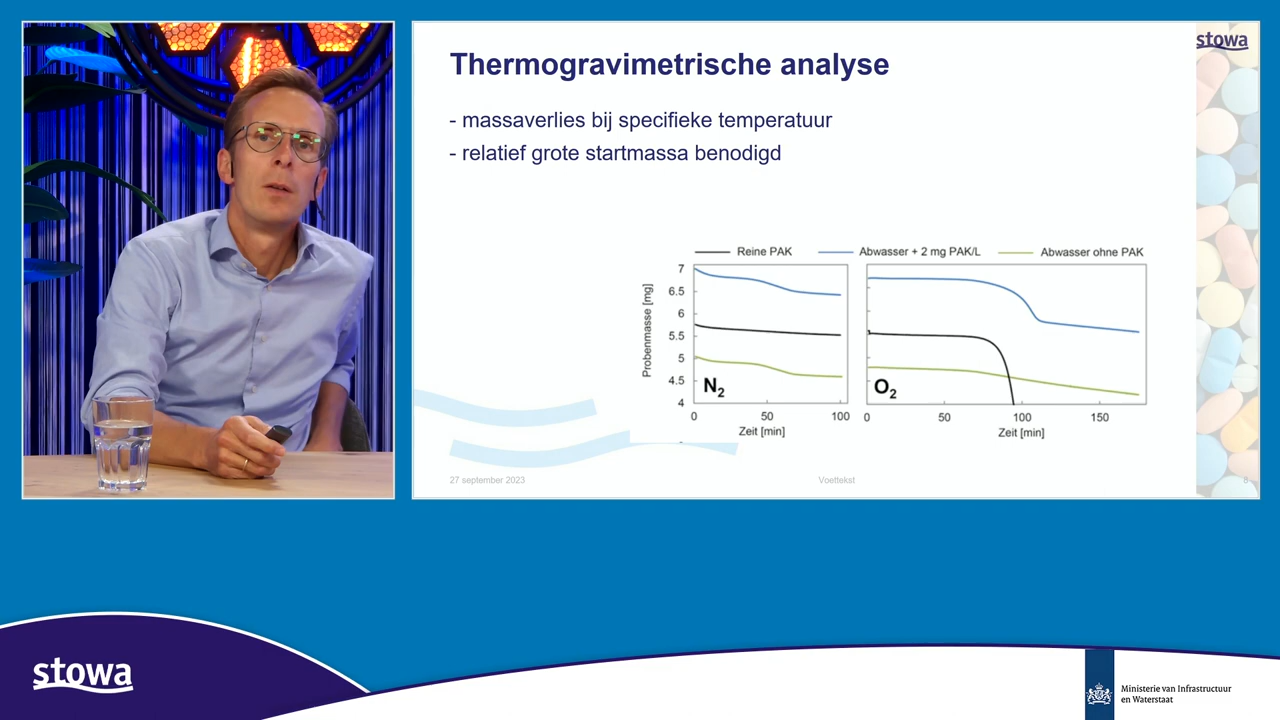 Thermogravimetrische analyse
- massaverlies bij specifieke temperatuur
- relatief grote startmassa benodigd
stowa
Reine PAK
Abwasser + 2 mg PAK/L
Abwasser ohne PAK
Probenmasse [mg]
7
6.5
6
5.5
5
4.5
4
N2
0 50 100
Zeit [min]
O2
0 50 100 150
Zeit [min]
27 september 2023
Voettekst
8
stowa
Ministerie van Infrastructuur
en Waterstaat